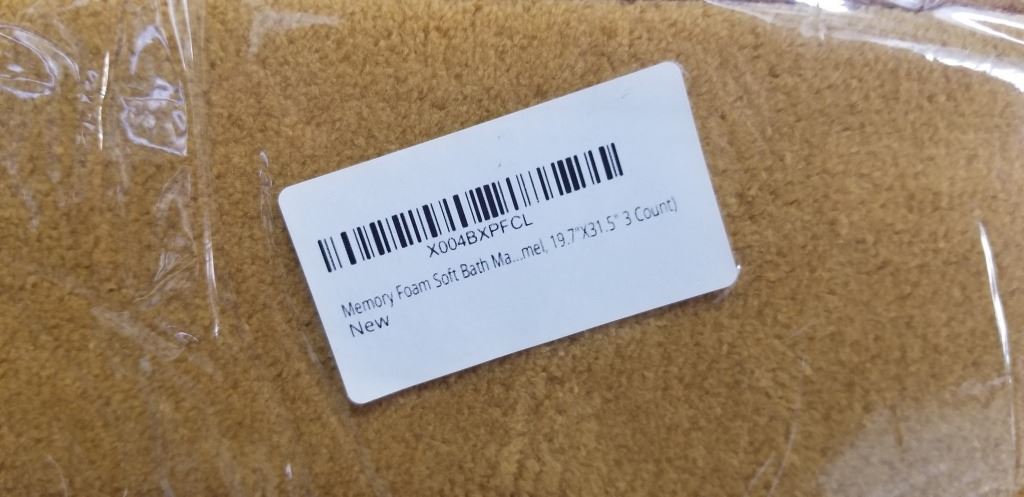 X004BXPFCL
Memory Foam Soft Bath Ma...mel, 19.7"X31.5" 3 Count)
New